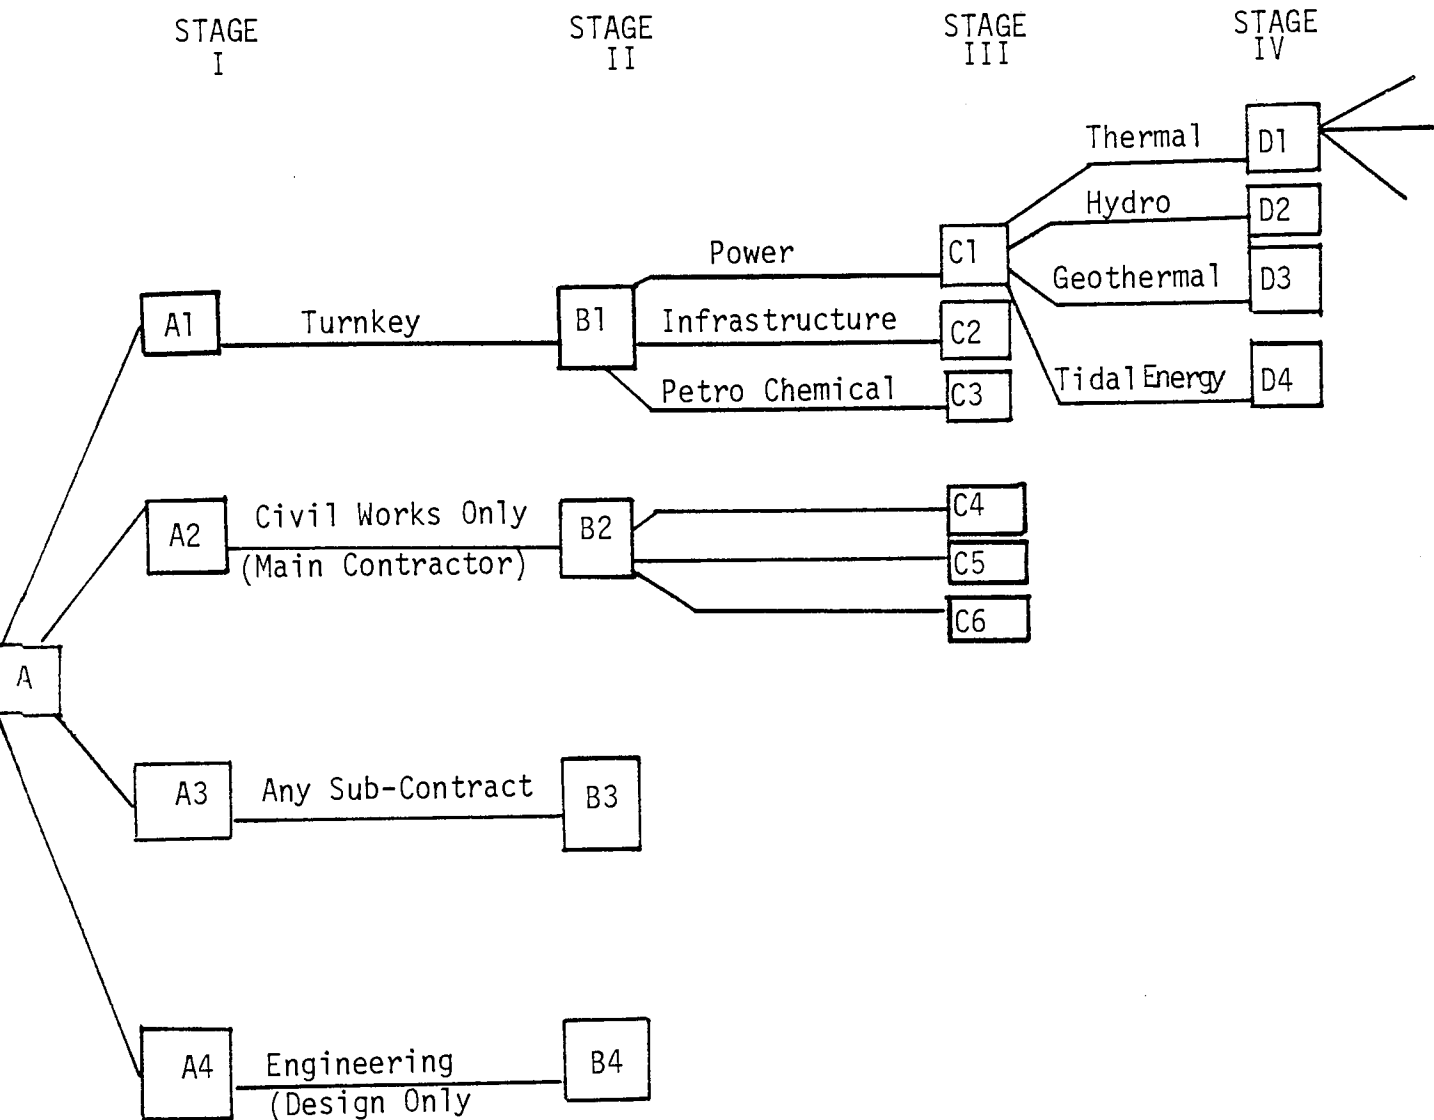 STAGE
I
STAGE
II
STAGE
III
STAGE
IV
Thermal
D1
Hydro
D2
Power
C1
Geothermal
D3
A1
Turnkey
B1
Infrastructure
C2
Tidal Energy
D4
Petro Chemical
C3
A2
Civil Works Only
(Main Contractor)
B2
C4
C5
C6
A
A3
Any Sub-Contract
B3
A4
Engineering
(Design Only
B4